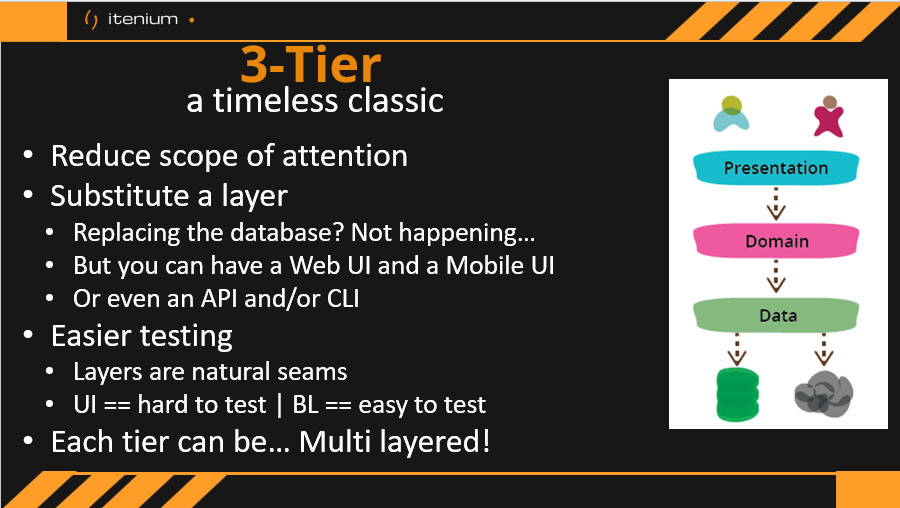 itenium
3-Tier
a timeless classic
• Reduce scope of attention
• Substitute a layer
• Replacing the database? Not happening…
• But you can have a Web UI and a Mobile UI
• Or even an API and/or CLI
• Easier testing
• Layers are natural seams
• UI == hard to test | BL == easy to test
• Each tier can be… Multi layered!
Presentation
Domain
Data